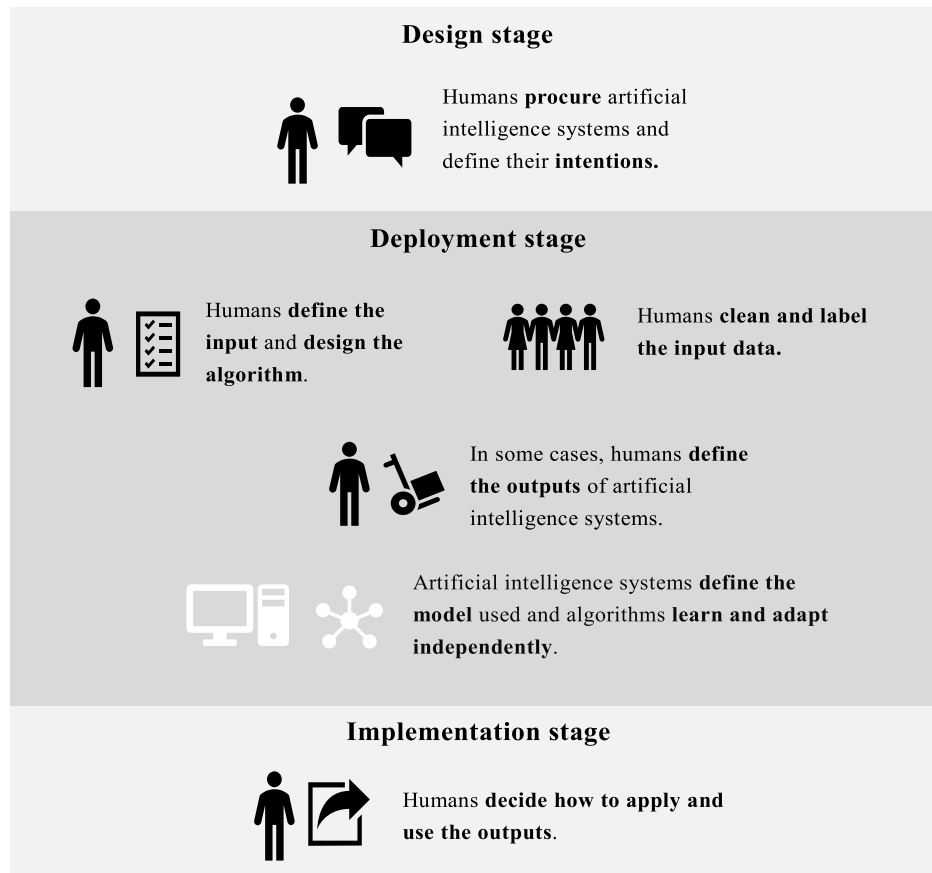 Design stage
Humans procure artificial
intelligence systems and
define their intentions.
Deployment stage
Humans define the
input and design the
algorithm.
Humans clean and label
the input data.
In some cases, humans define
the outputs of artificial
intelligence systems.
Artificial intelligence systems define the
model used and algorithms learn and adapt
independently.
Implementation stage
Humans decide how to apply and
use the outputs.